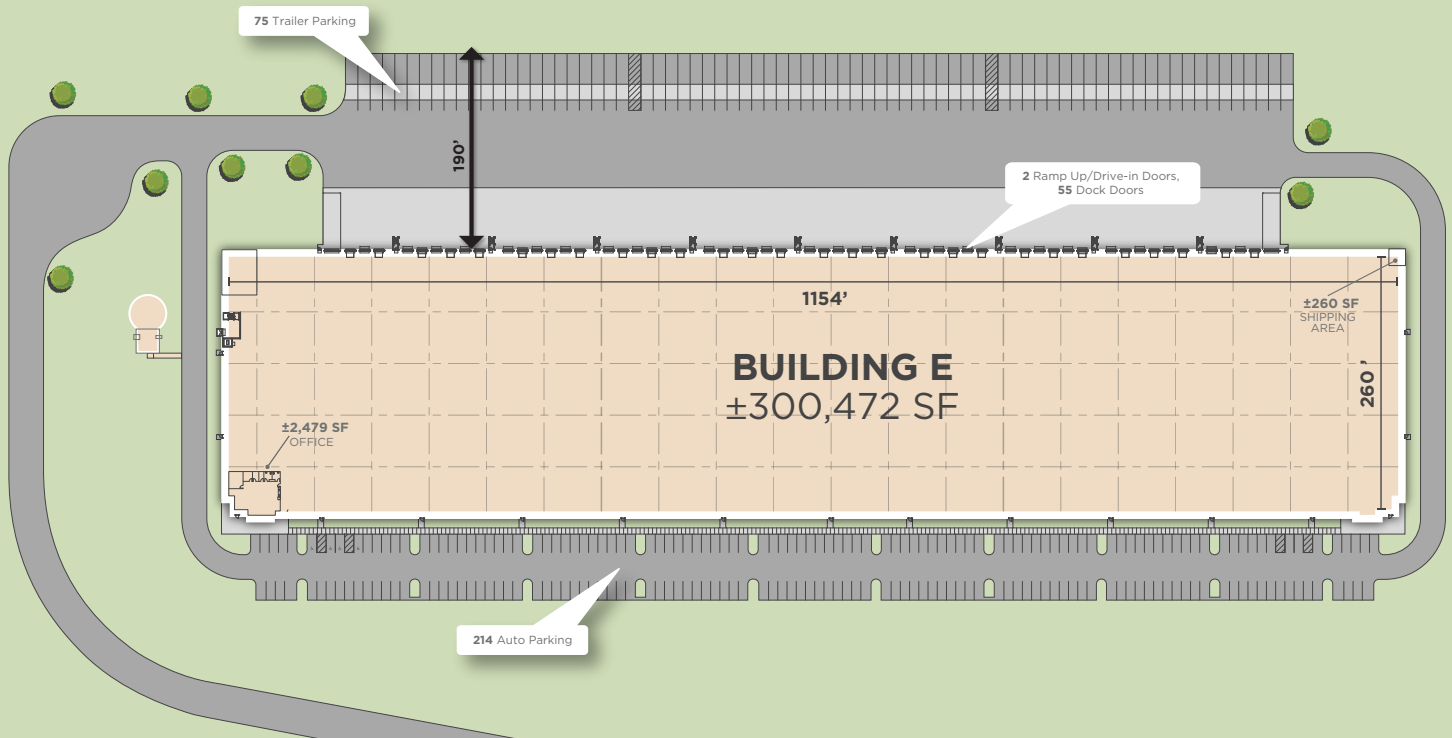 75 Trailer Parking
190’
2 Ramp Up/Drive-in Doors,
55 Dock Doors
1154’
±260 SF
SHIPPING
AREA
BUILDING E
±300,472 SF
260 ’
±2,479 SF
OFFICE
214 Auto Parking